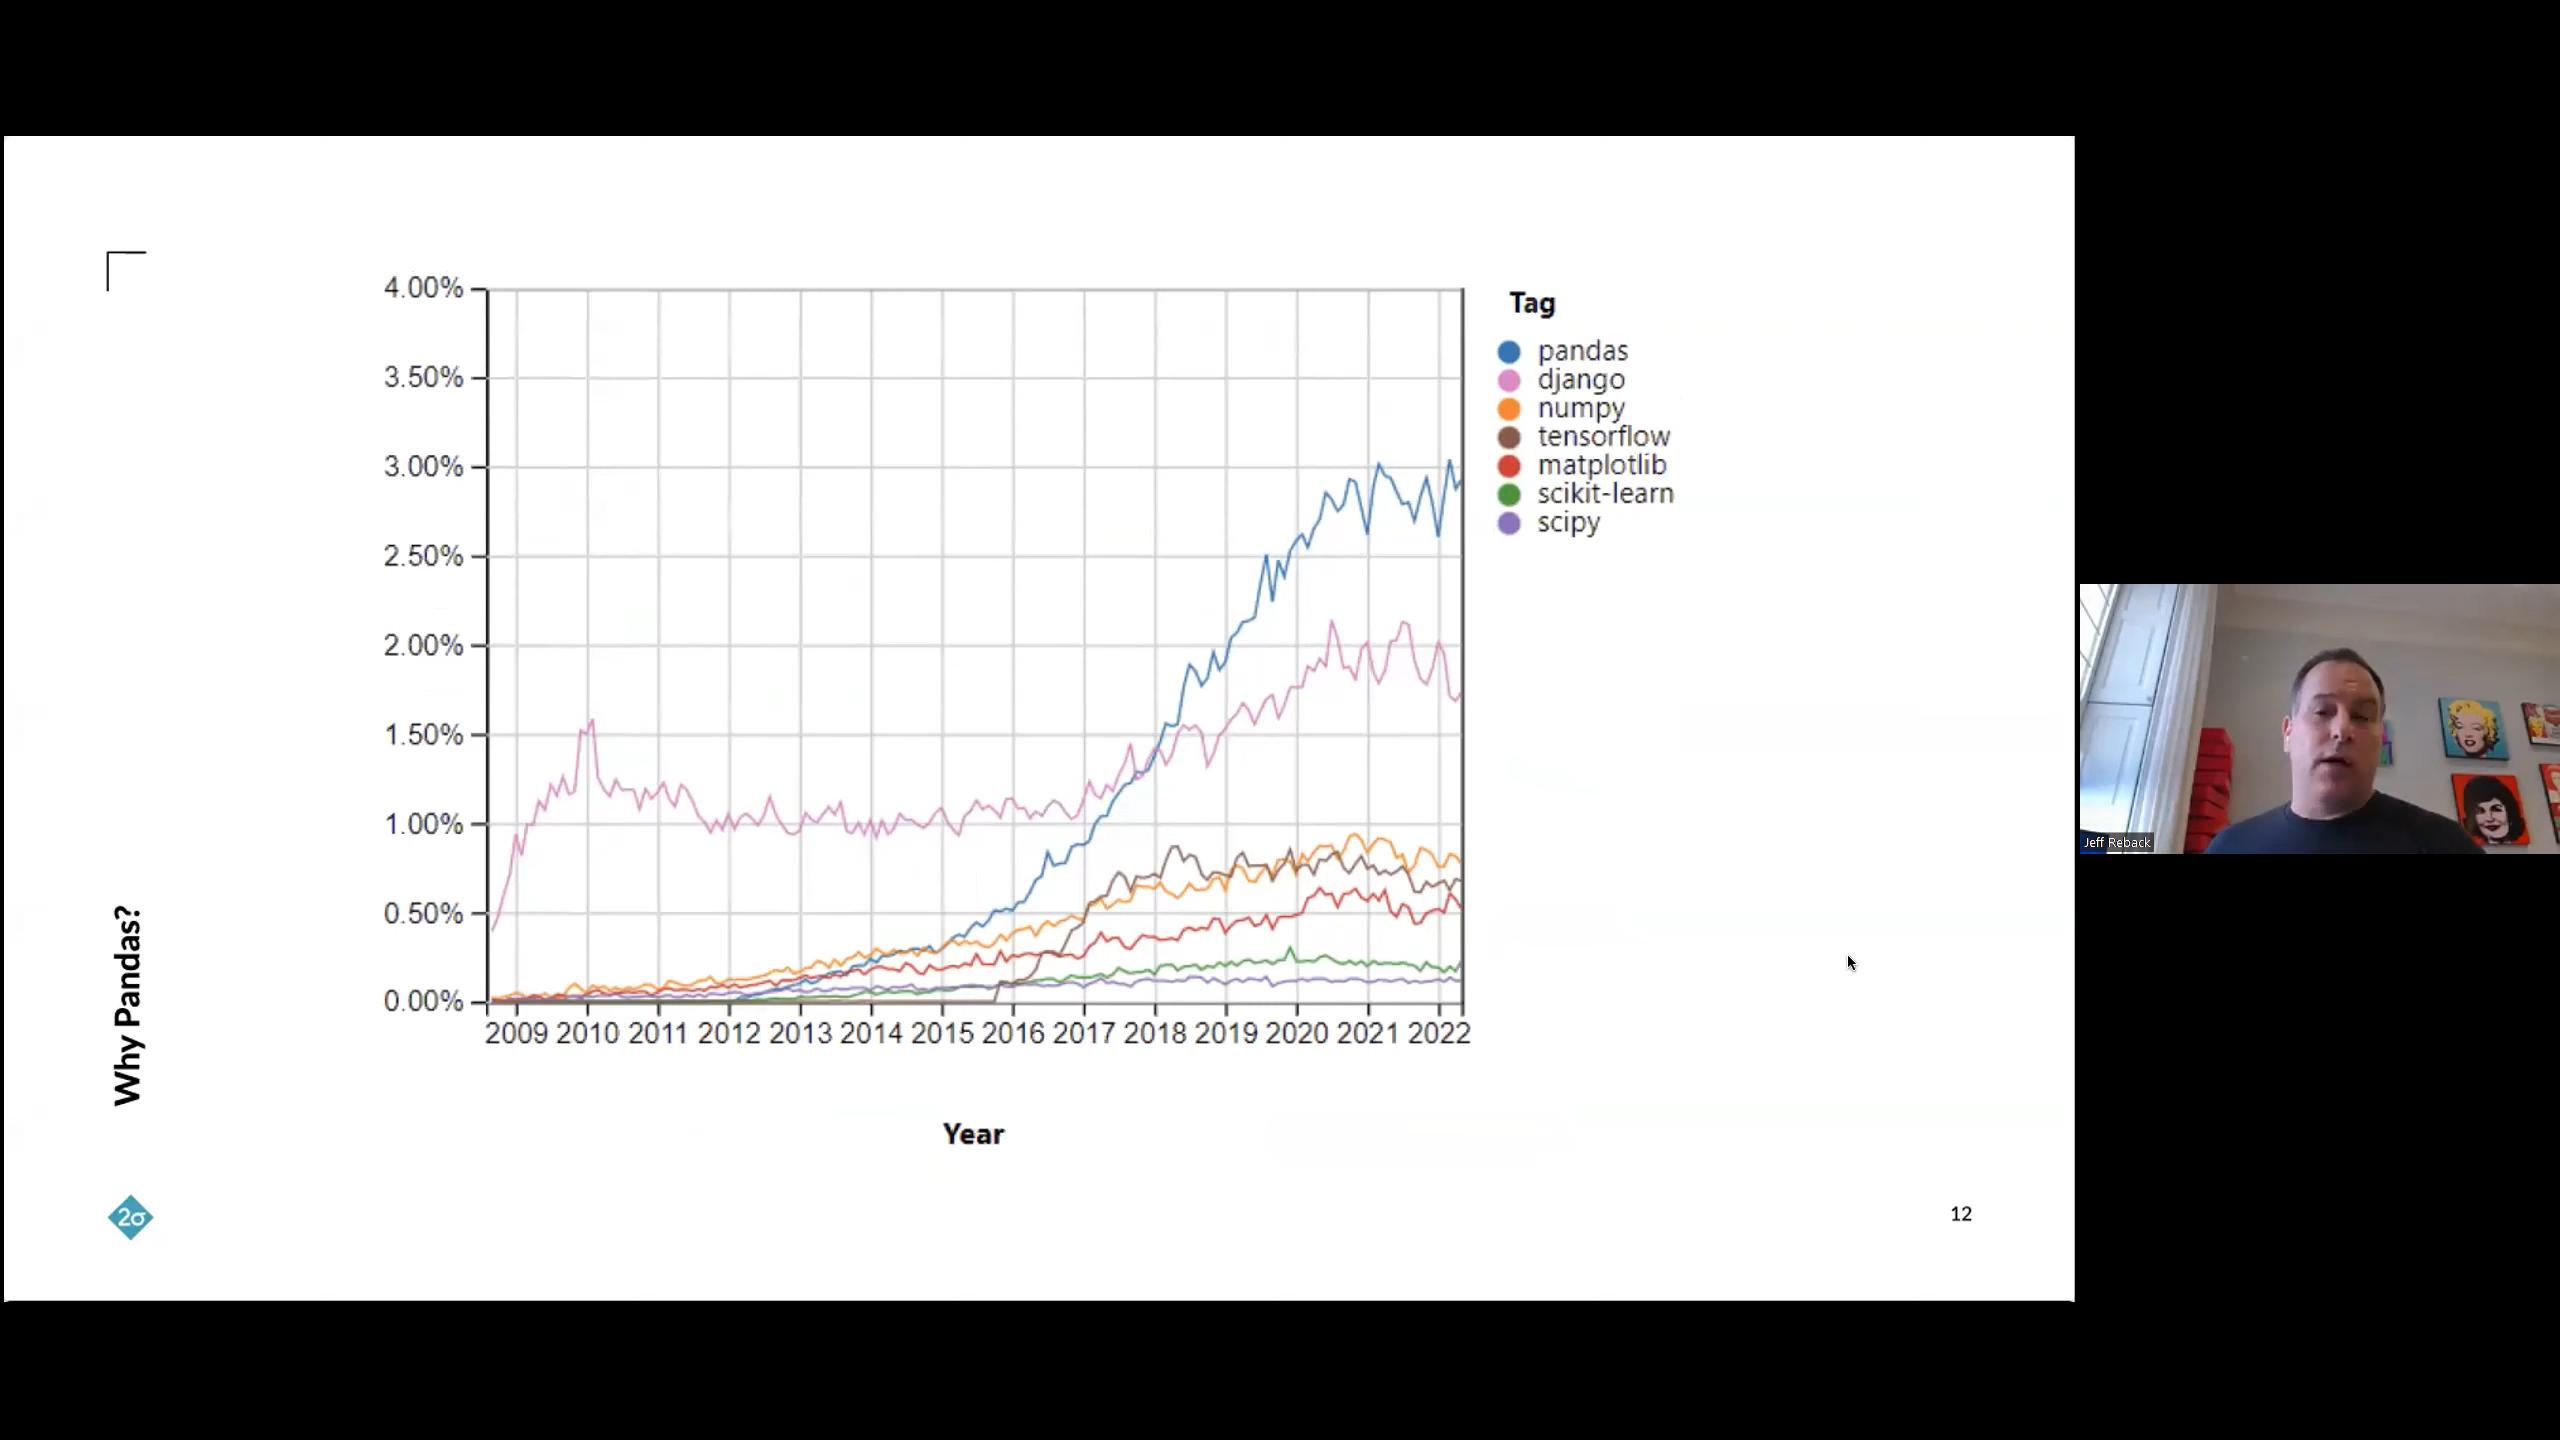 Why Pandas?
4.00%
3.50%
3.00%
2.50%
2.00%
1.50%
1.00%
0.50%
0.00%
2009 2010 2011 2012 2013 2014 2015 2016 2017 2018 2019 2020 2021 2022
Year
Tag
pandas
django
numpy
tensorflow
matplotlib
scikit-learn
scipy
2σ
12
Jeff Reback